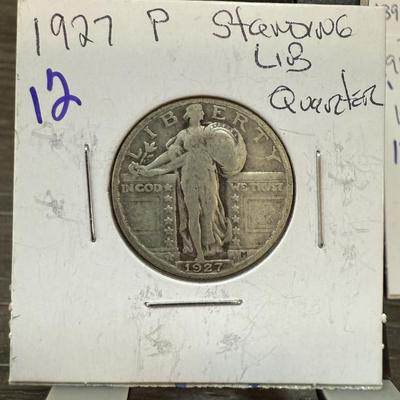 1927 P Standing
12 LIB
Quarter
LIBERTY
IN GOD WE TRUST
M
1927